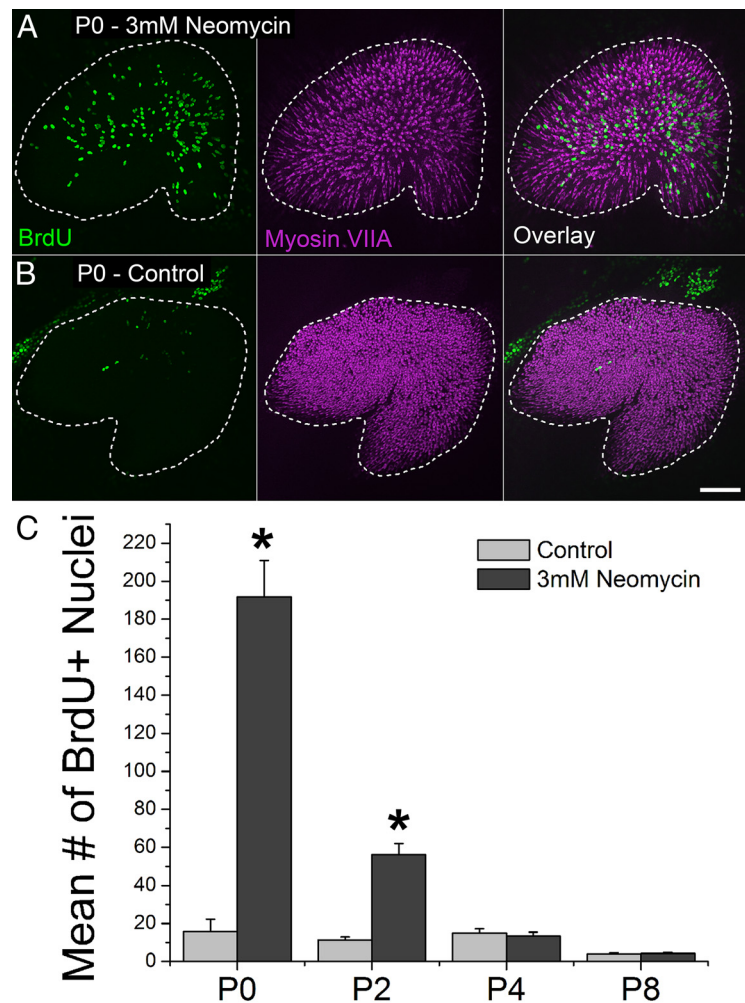 A P0 - 3mM Neomycin
BrdU Myosin VIIA Overlay
B P0 - Control
C
Mean # of BrdU+ Nuclei
220
200
180
160
140
120
100
80
60
40
20
0
* *
Control
3mM Neomycin
P0 P2 P4 P8